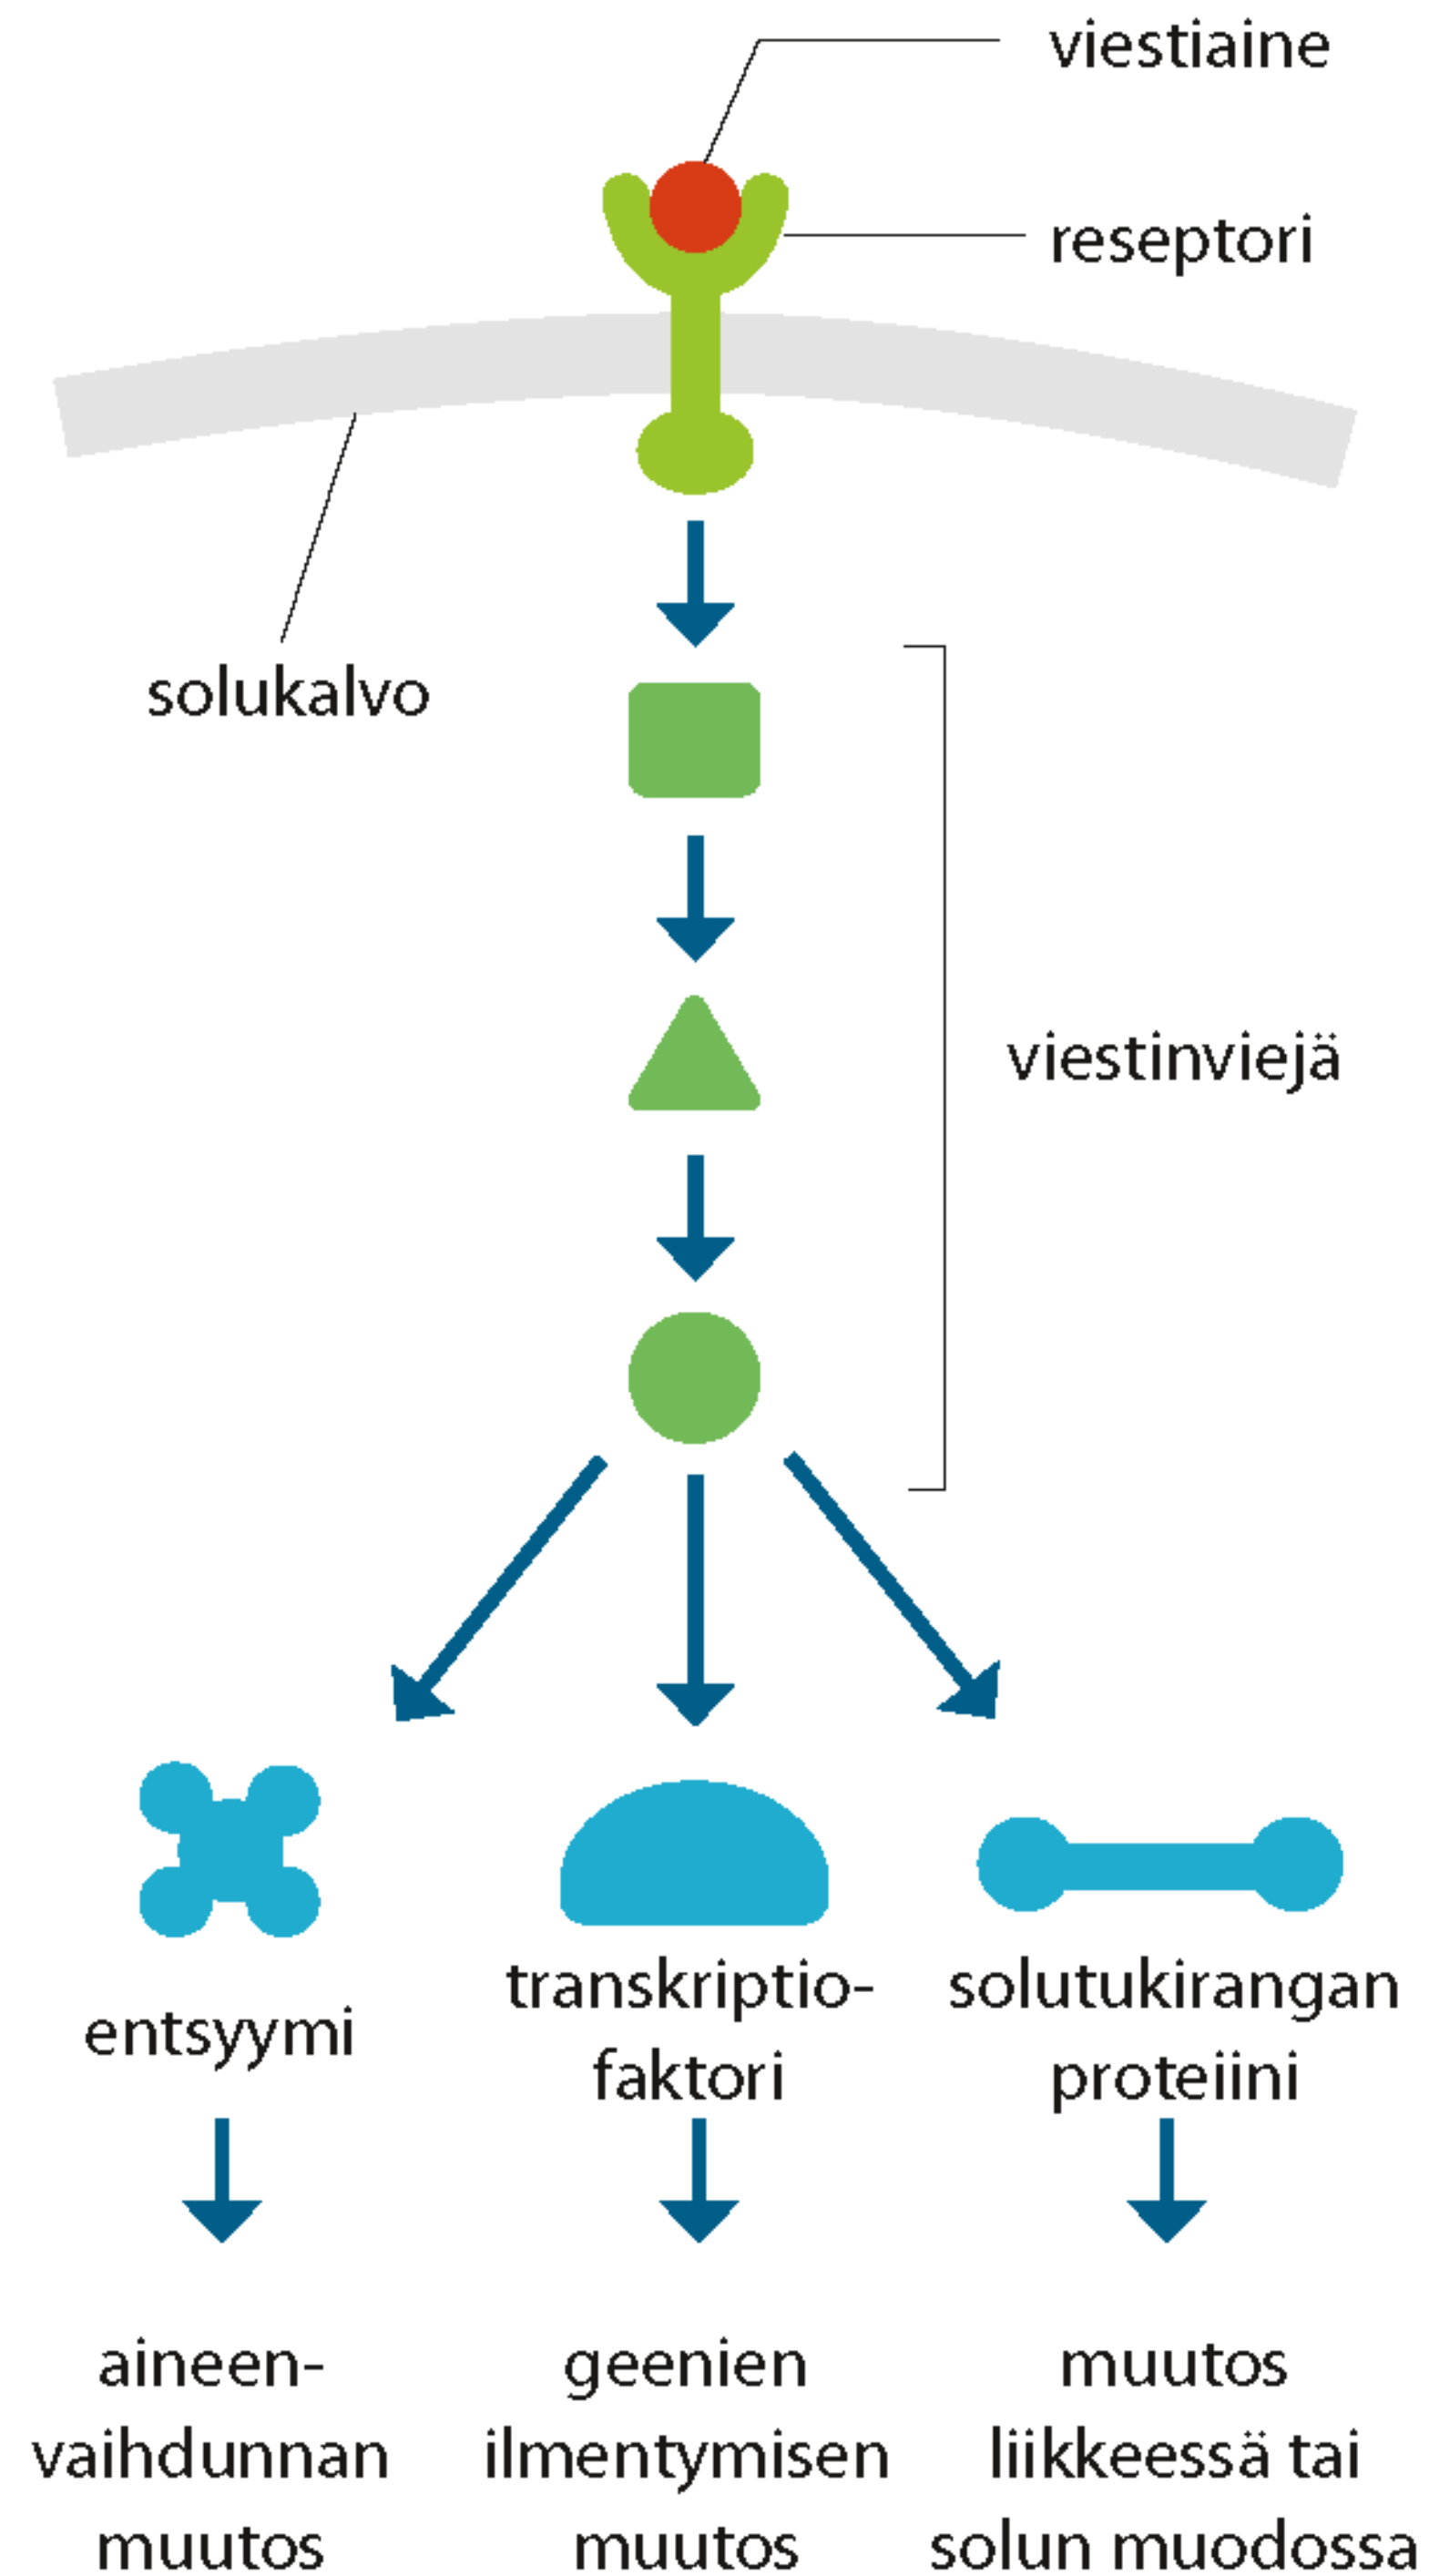 viestiaine
reseptori
solukalvo
viestinviejä
entsyymi
transkriptio-
faktori
solutukirangan
proteiini
aineen-
vaihdunnan
muutos
geenien
ilmentymisen
muutos
muutos
liikkeessä tai
solun muodossa